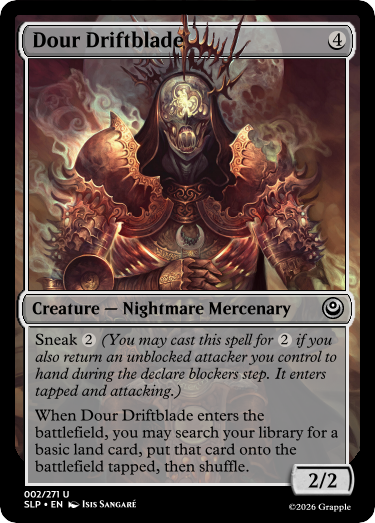 Dour Driftblade 4
Creature — Nightmare Mercenary
Sneak 2 (You may cast this spell for 2 if you
also return an unblocked attacker you control to
hand during the declare blockers step. It enters
tapped and attacking.)
When Dour Driftblade enters the
battlefield, you may search your library for a
basic land card, put that card onto the
battlefield tapped, then shuffle.
2/2
002/271 U
SLP • EN Isis Sangaré
©2026 Grapple